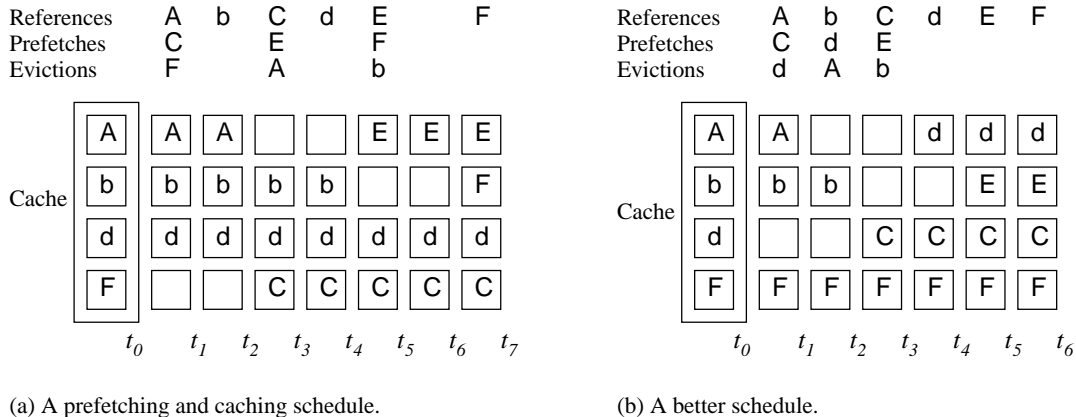 References A b C d E F
Prefetches C E F
Evictions F A b
A A A E E E
b b b b b F
Cache
d d d d d d d d
F C C C C C
t0 t1 t2 t3 t4 t5 t6 t7
(a) A prefetching and caching schedule.
References A b C d E F
Prefetches C d E
Evictions d A b
A A d d d
b b b E E
Cache
d C C C C
F F F F F F F
t0 t1 t2 t3 t4 t5 t6
(b) A better schedule.